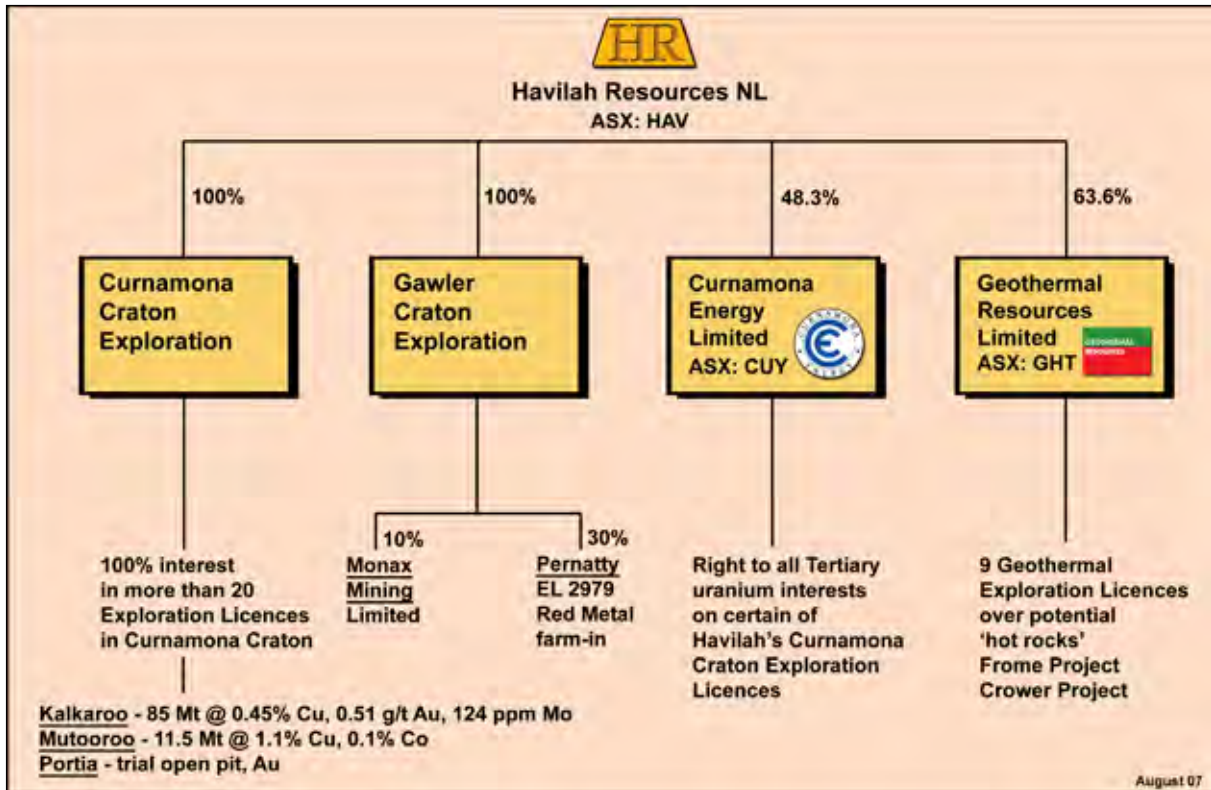 HR
Havilah Resources NL
ASX: HAV
100%
100%
48.3%
63.6%
Curnamona
Craton
Exploration
Gawler
Craton
Exploration
Curnamona
Energy
Limited
ASX: CUY
CURNAMONA
ENERGY
Geothermal
Resources
Limited
ASX: GHT
GEOTHERMAL
RESOURCES
100% interest
in more than 20
Exploration Licences
in Curnamona Craton
10%
Monax
Mining
Limited
30%
Pernatty
EL 2979
Red Metal
farm-in
Right to all Tertiary
uranium interests
on certain of
Havilah's Curnamona
Craton Exploration
Licences
9 Geothermal
Exploration Licences
over potential
‘hot rocks’
Frome Project
Crower Project
Kalkaroo - 85 Mt @ 0.45% Cu, 0.51 g/t Au, 124 ppm Mo
Mutooroo - 11.5 Mt @ 1.1% Cu, 0.1% Co
Portia - trial open pit, Au
August 07